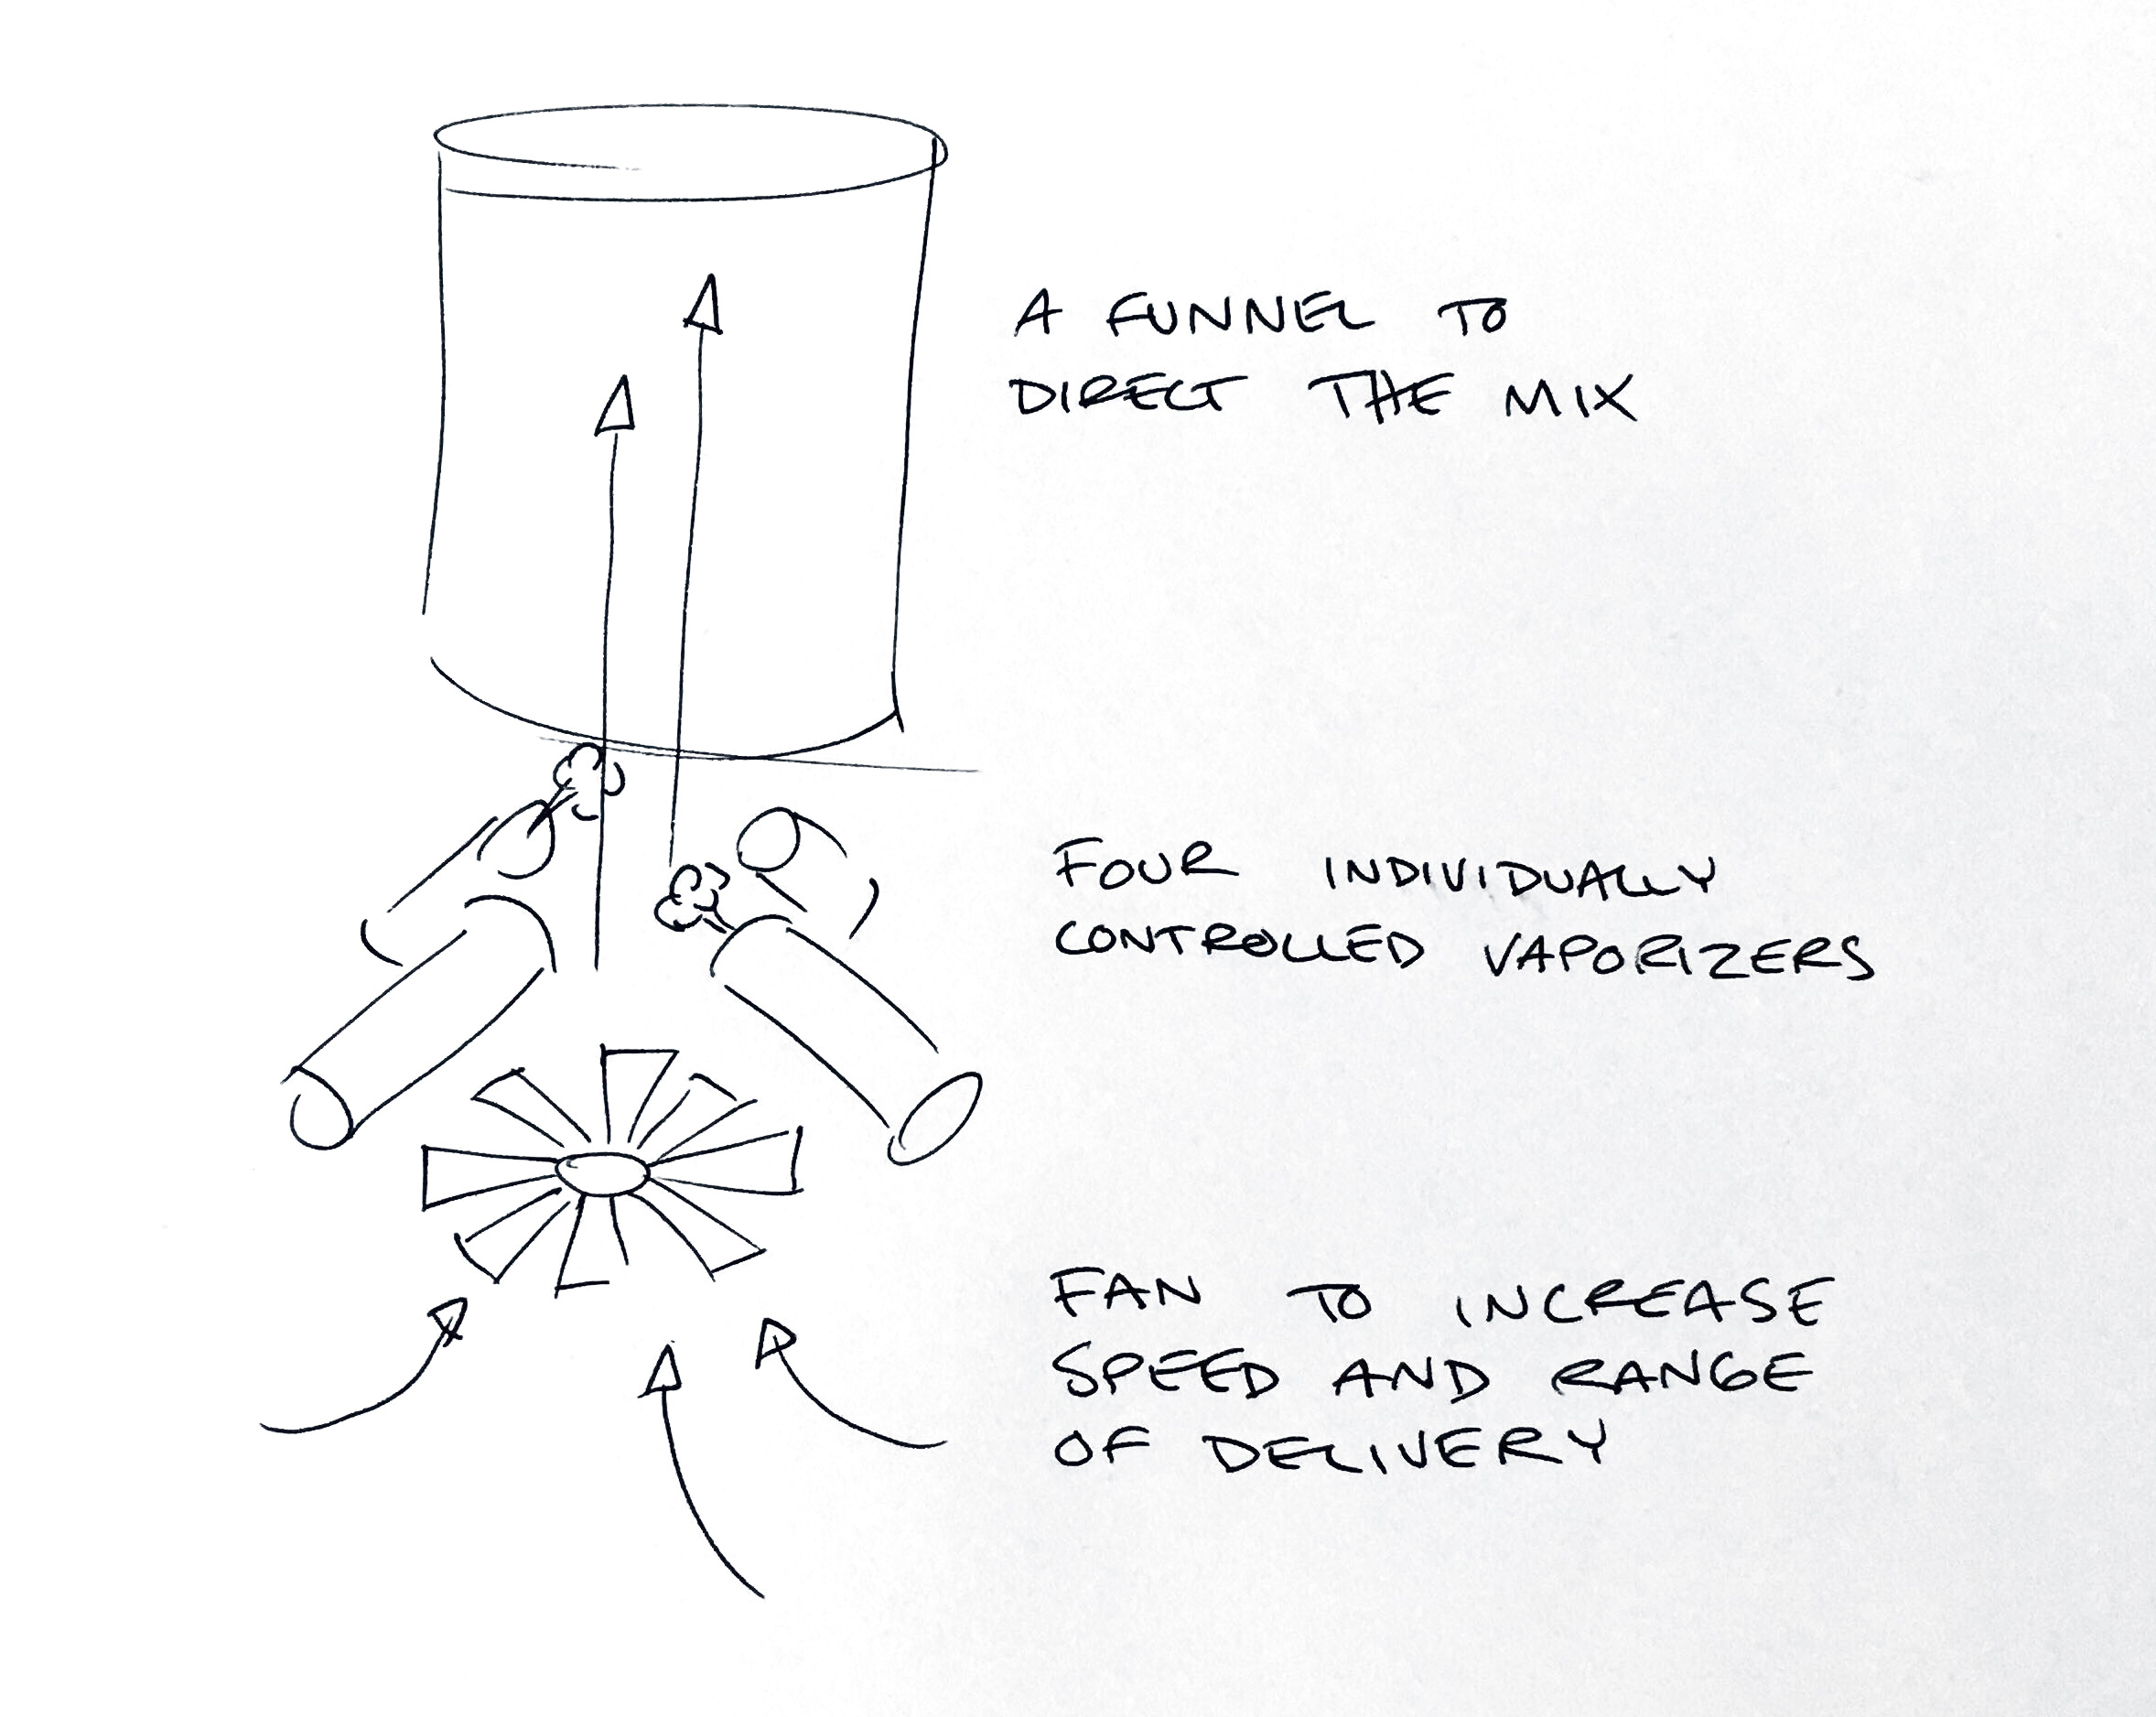 A FUNNEL TO
DIRECT THE MIX
FOUR INDIVIDUALLY
CONTROLLED VAPORIZERS
FAN TO INCREASE
SPEED AND RANGE
OF DELIVERY